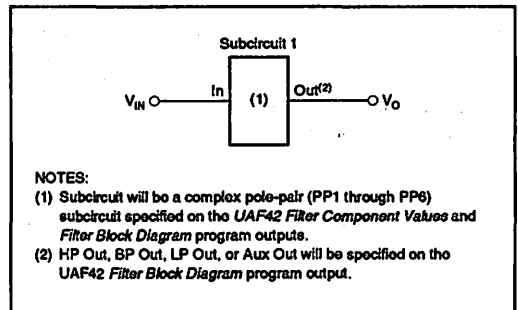 Subcircuit 1
V_IN In (1) Out(2) V_O
NOTES:
(1) Subcircuit will be a complex pole-pair (PP1 through PP6)
subcircuit specified on the UAF42 Filter Component Values and
Filter Block Diagram program outputs.
(2) HP Out, BP Out, LP Out, or Aux Out will be specified on the
UAF42 Filter Block Diagram program output.